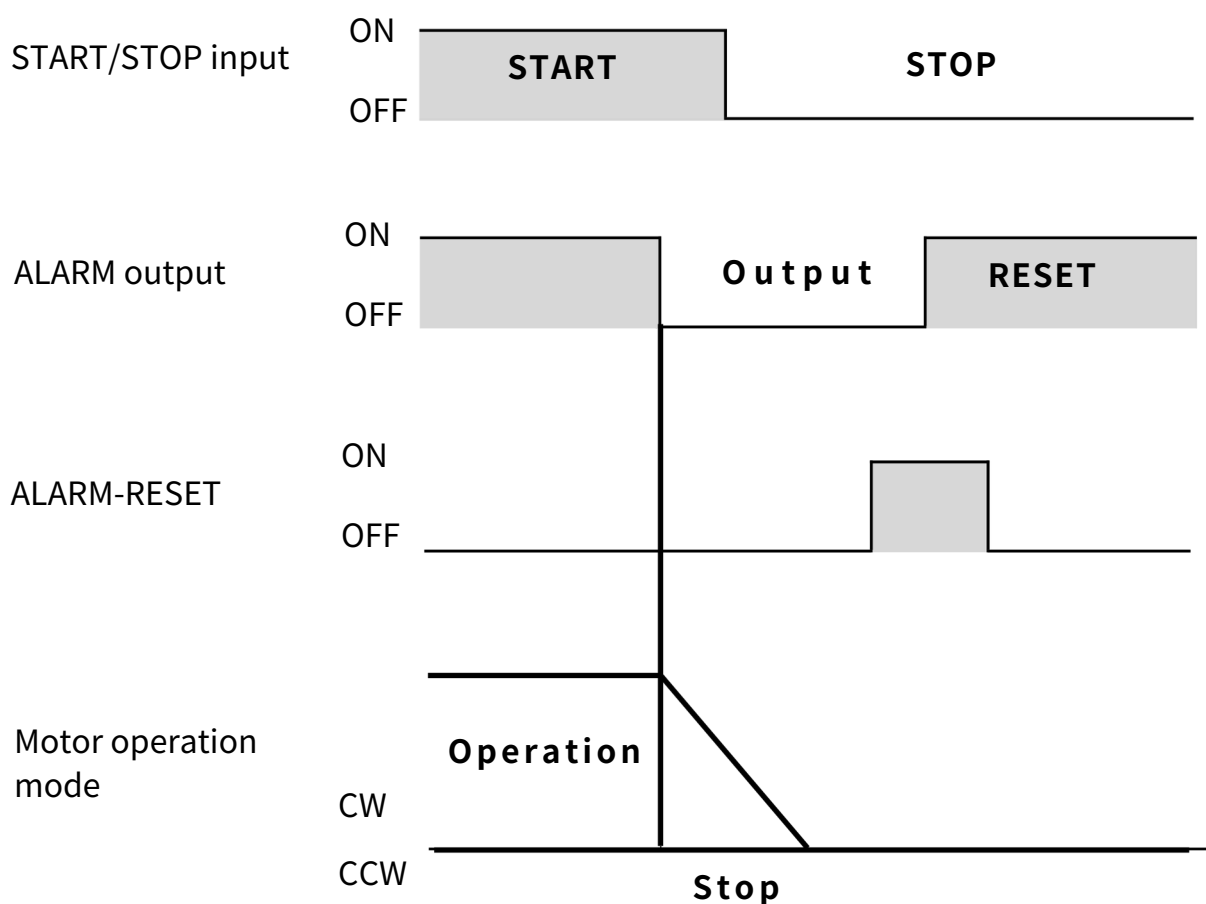 START/STOP input
ON
OFF
START
STOP
ALARM output
ON
OFF
Output
RESET
ALARM-RESET
ON
OFF
Motor operation
mode
Operation
CW
CCW
Stop